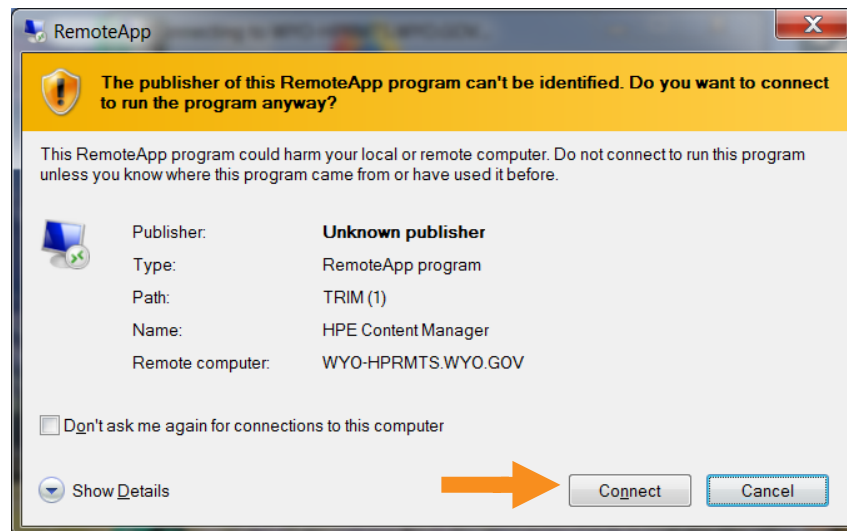 RemoteApp
The publisher of this RemoteApp program can't be identified. Do you want to connect
to run the program anyway?
This RemoteApp program could harm your local or remote computer. Do not connect to run this program
unless you know where this program came from or have used it before.
Publisher: Unknown publisher
Type: RemoteApp program
Path: TRIM (1)
Name: HPE Content Manager
Remote computer: WYO-HPRMTS.WYO.GOV
Don't ask me again for connections to this computer
Show Details
Connect
Cancel